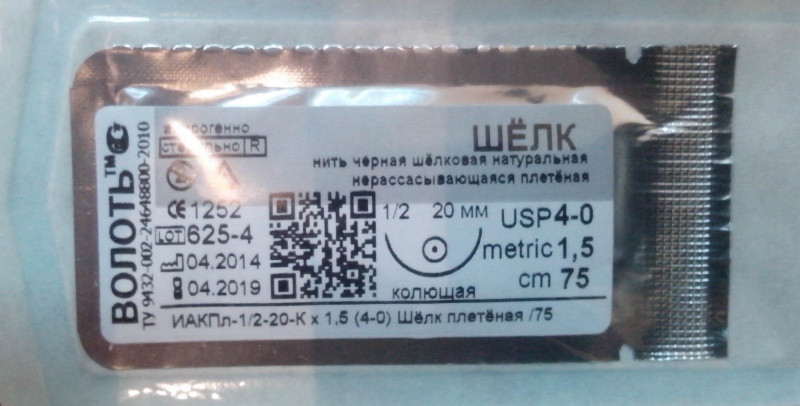 ВОЛОТЬ™
ТУ 9432-002-24648800-2010
стерильно R
ШЁЛК
нить чёрная шёлковая натуральная
нерассасывающаяся плетёная
CE 1252
LOT 625-4
04.2014
04.2019
1/2 20 мм
колющая
USP 4-0
metric 1,5
cm 75
ИАКПл-1/2-20-К x 1,5 (4-0) Шёлк плетёная /75